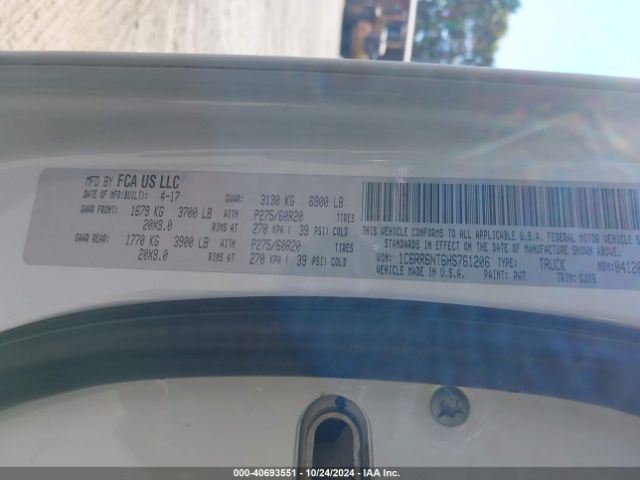 MFD BY FCA US LLC
DATE OF MFR(BUILT): 4-17 GVWR: 3130 KG 6900 LB
GAWR FRONT: 1679 KG 3700 LB WITH P275/60R20 TIRES
20X9.0 RIMS AT 270 KPA ( 39 PSI) COLD
GAWR REAR: 1770 KG 3900 LB WITH P275/60R20 TIRES
20X9.0 RIMS AT 270 KPA ( 39 PSI) COLD
THIS VEHICLE CONFORMS TO ALL APPLICABLE U.S.A. FEDERAL MOTOR VEHICLE
STANDARDS IN EFFECT ON THE DATE OF MANUFACTURE SHOWN ABOVE.
VIN: 1C6RR6NT6HS761206 TYPE: TRUCK MDH:0412
MADE IN U.S.A. PAINT: PW7 TRIM:
000-40693551 • 10/24/2024 • IAA Inc.